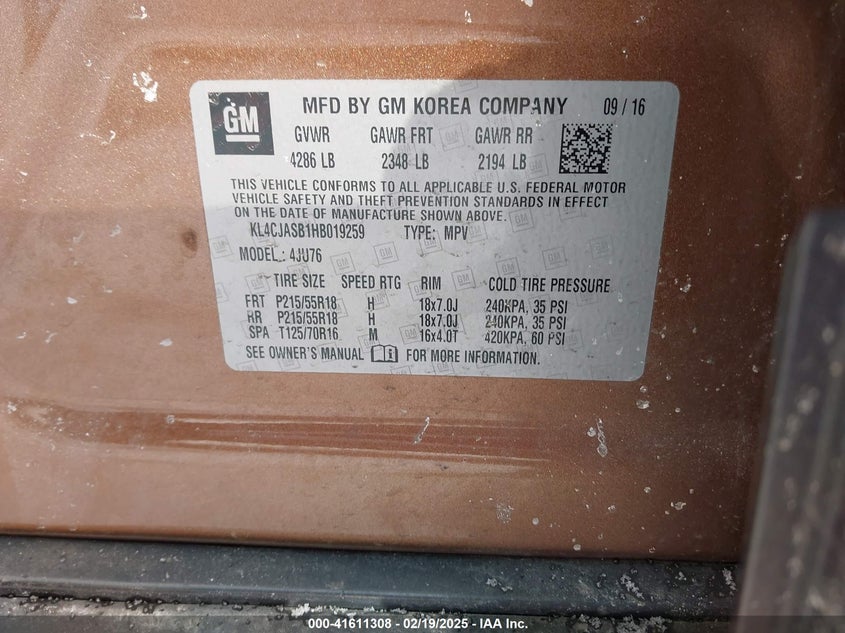 GM MFD BY GM KOREA COMPANY 09 / 16
GVWR GAWR FRT GAWR RR
4286 LB 2348 LB 2194 LB
THIS VEHICLE CONFORMS TO ALL APPLICABLE U.S. FEDERAL MOTOR
VEHICLE SAFETY AND THEFT PREVENTION STANDARDS IN EFFECT
ON THE DATE OF MANUFACTURE SHOWN ABOVE.
KL4CJASB1HB019259 TYPE: MPV
MODEL.: 4JU76
TIRE SIZE SPEED RTG RIM COLD TIRE PRESSURE
FRT P215/55R18 H 18x7.0J 240KPA, 35 PSI
RR P215/55R18 H 18x7.0J 240KPA, 35 PSI
SPA T125/70R16 M 16x4.0T 420KPA, 60 PSI
SEE OWNER'S MANUAL FOR MORE INFORMATION.
000-41611308 - 02/19/2025 - IAA Inc.